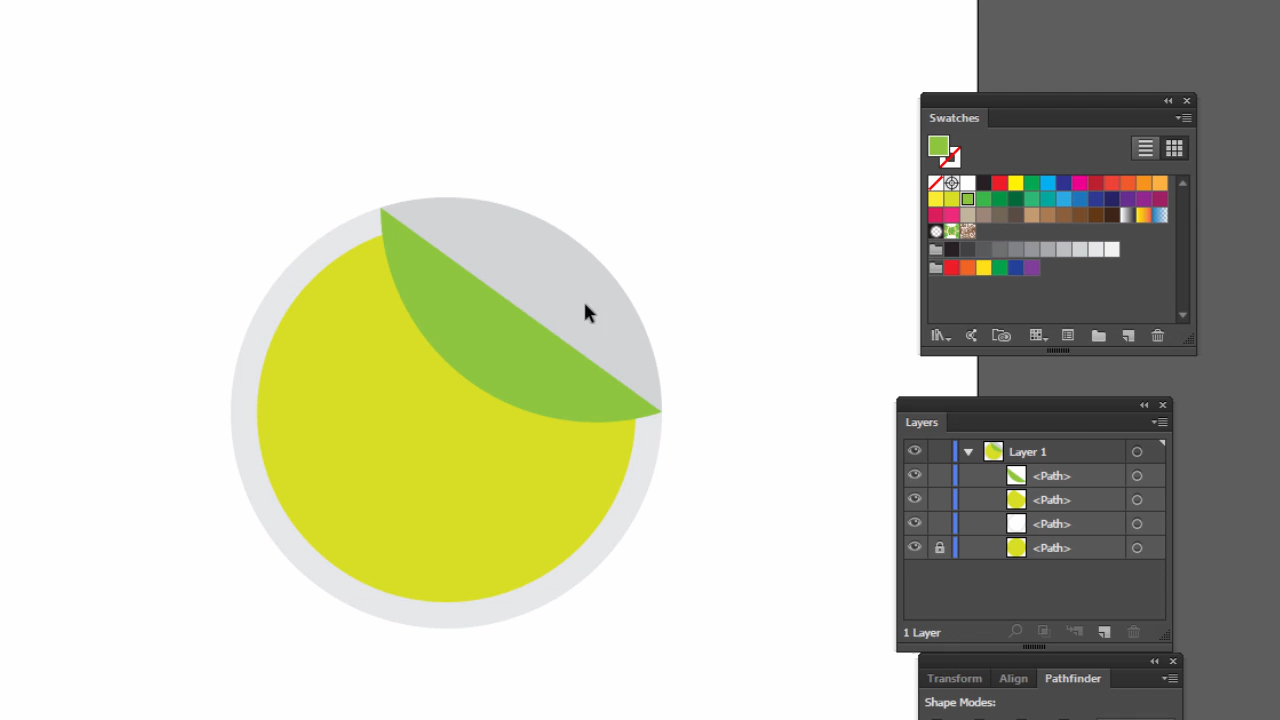 Swatches
Layers
Layer 1
<Path>
<Path>
<Path>
<Path>
1 Layer
Transform Align Pathfinder
Shape Modes: